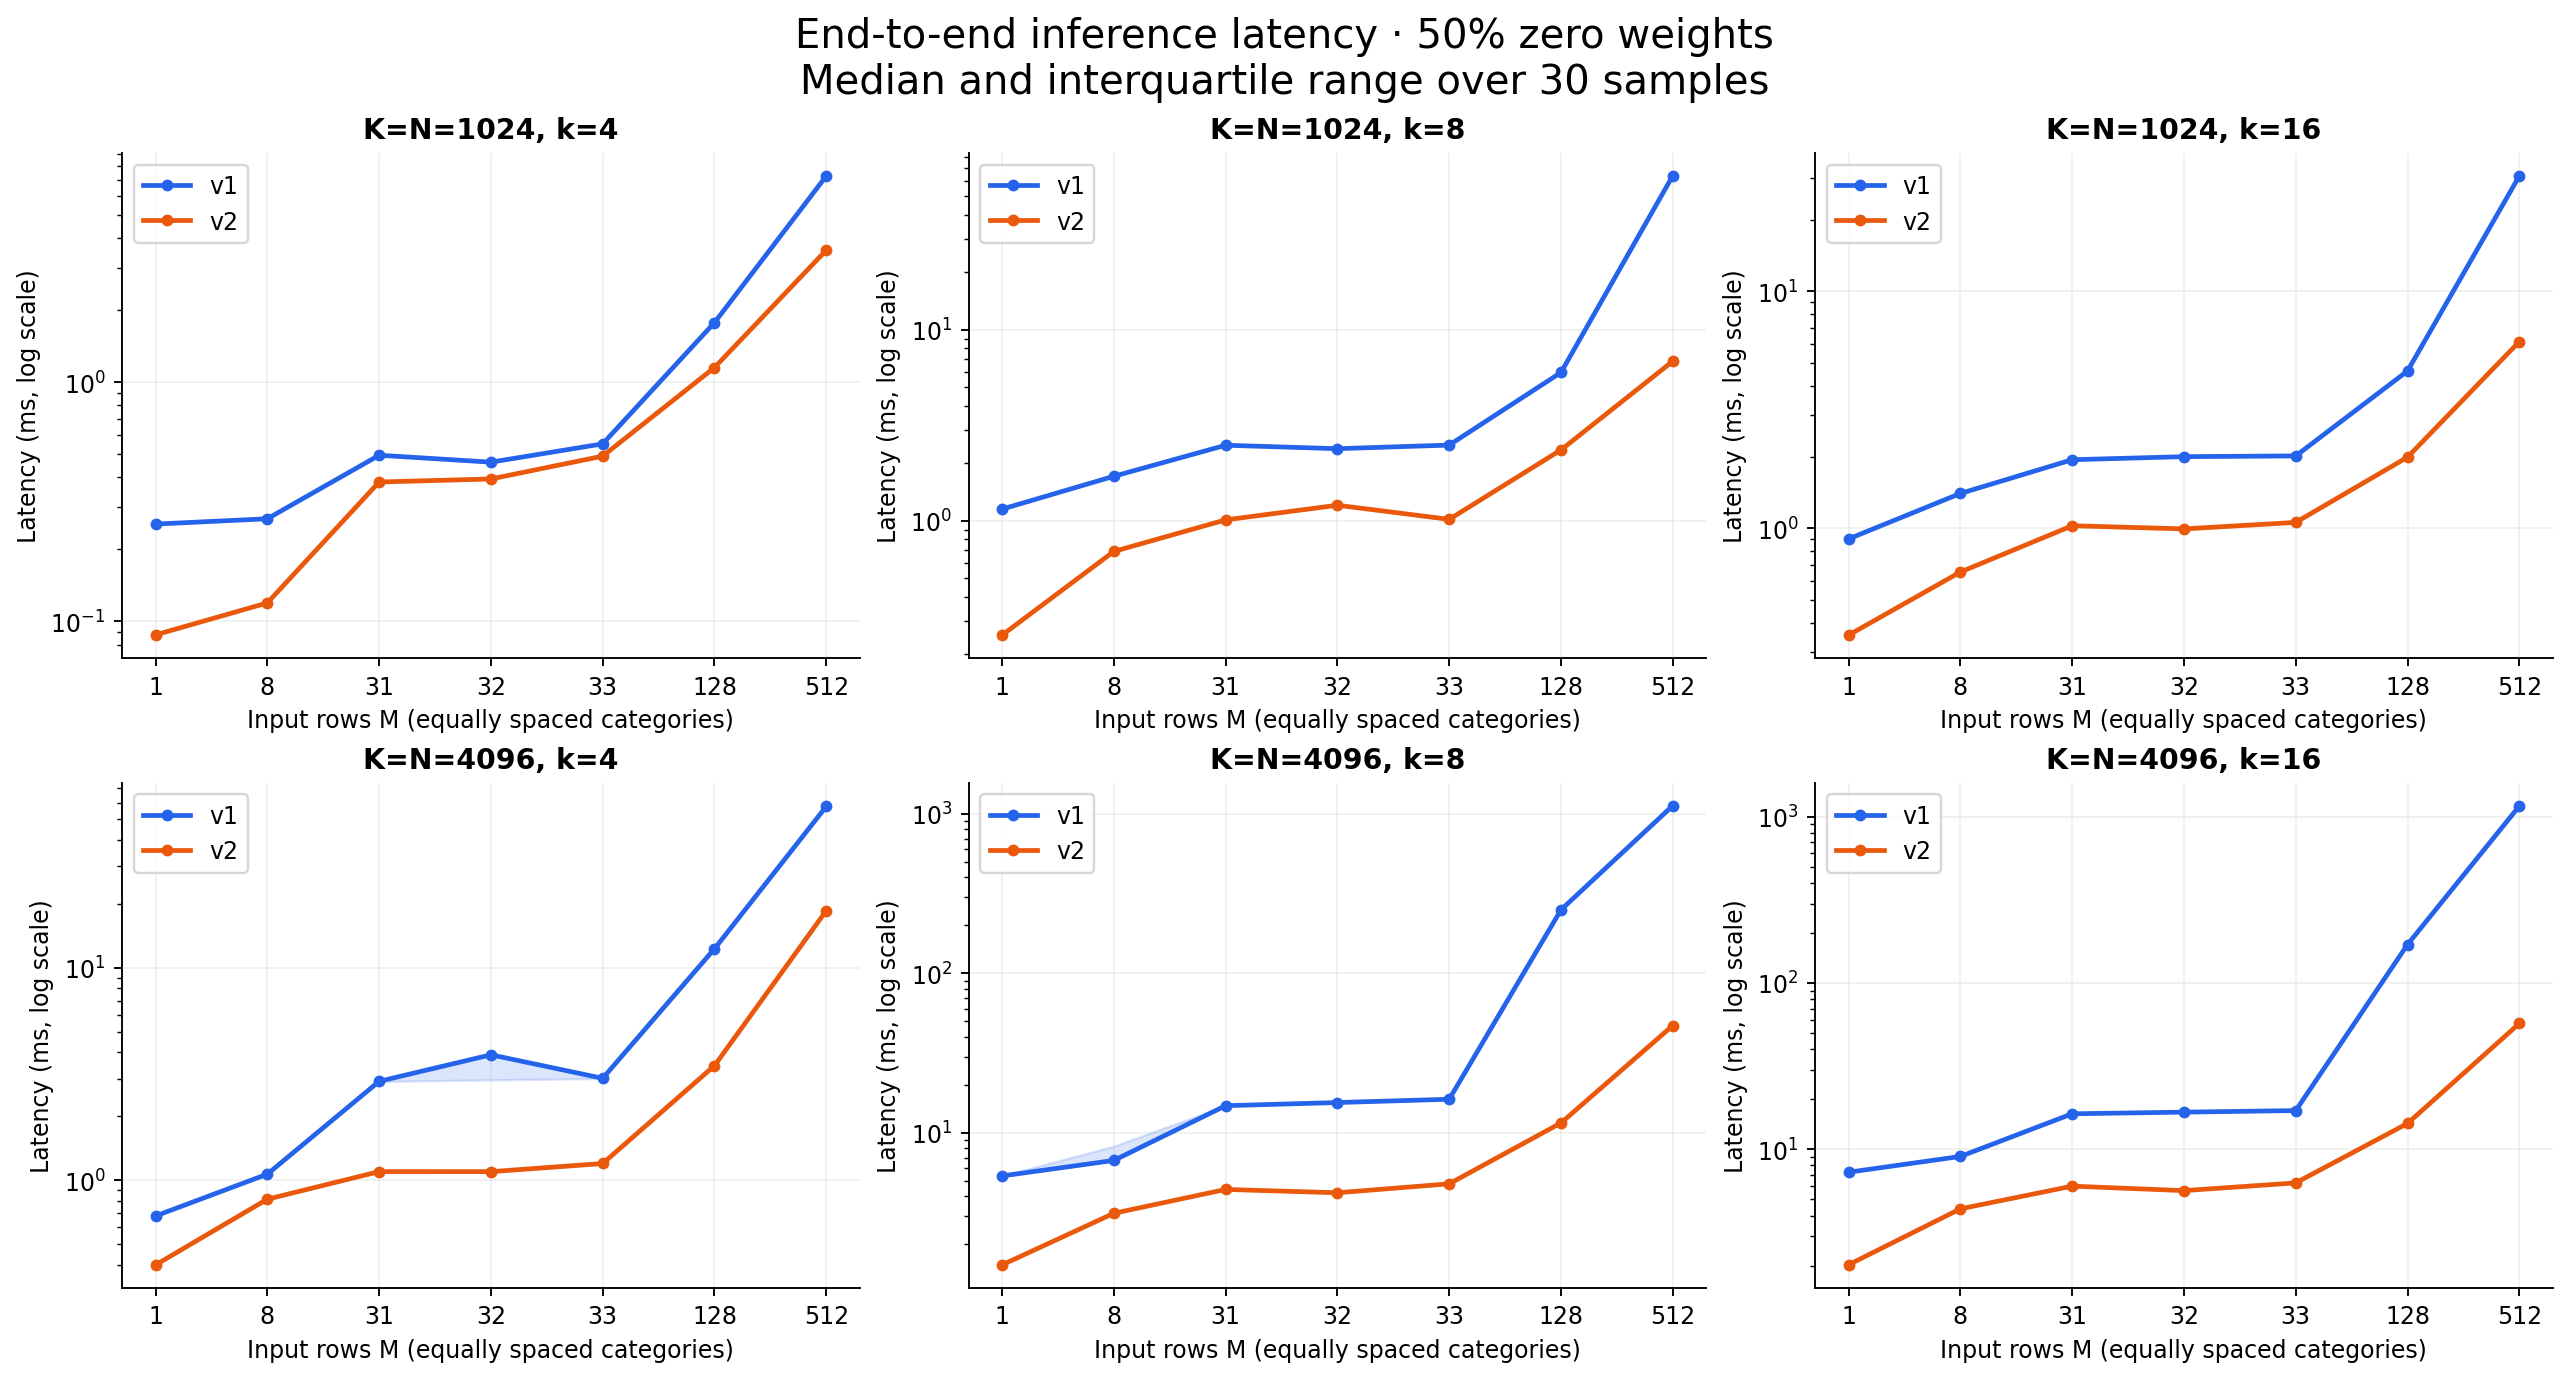 End-to-end inference latency · 50% zero weights
Median and interquartile range over 30 samples
K=N=1024, k=4
v1
v2
Latency (ms, log scale)
10⁰
10⁻¹
1 8 31 32 33 128 512
Input rows M (equally spaced categories)
K=N=1024, k=8
v1
v2
Latency (ms, log scale)
10¹
10⁰
1 8 31 32 33 128 512
Input rows M (equally spaced categories)
K=N=1024, k=16
v1
v2
Latency (ms, log scale)
10¹
10⁰
1 8 31 32 33 128 512
Input rows M (equally spaced categories)
K=N=4096, k=4
v1
v2
Latency (ms, log scale)
10¹
10⁰
1 8 31 32 33 128 512
Input rows M (equally spaced categories)
K=N=4096, k=8
v1
v2
Latency (ms, log scale)
10³
10²
10¹
1 8 31 32 33 128 512
Input rows M (equally spaced categories)
K=N=4096, k=16
v1
v2
Latency (ms, log scale)
10³
10²
10¹
1 8 31 32 33 128 512
Input rows M (equally spaced categories)